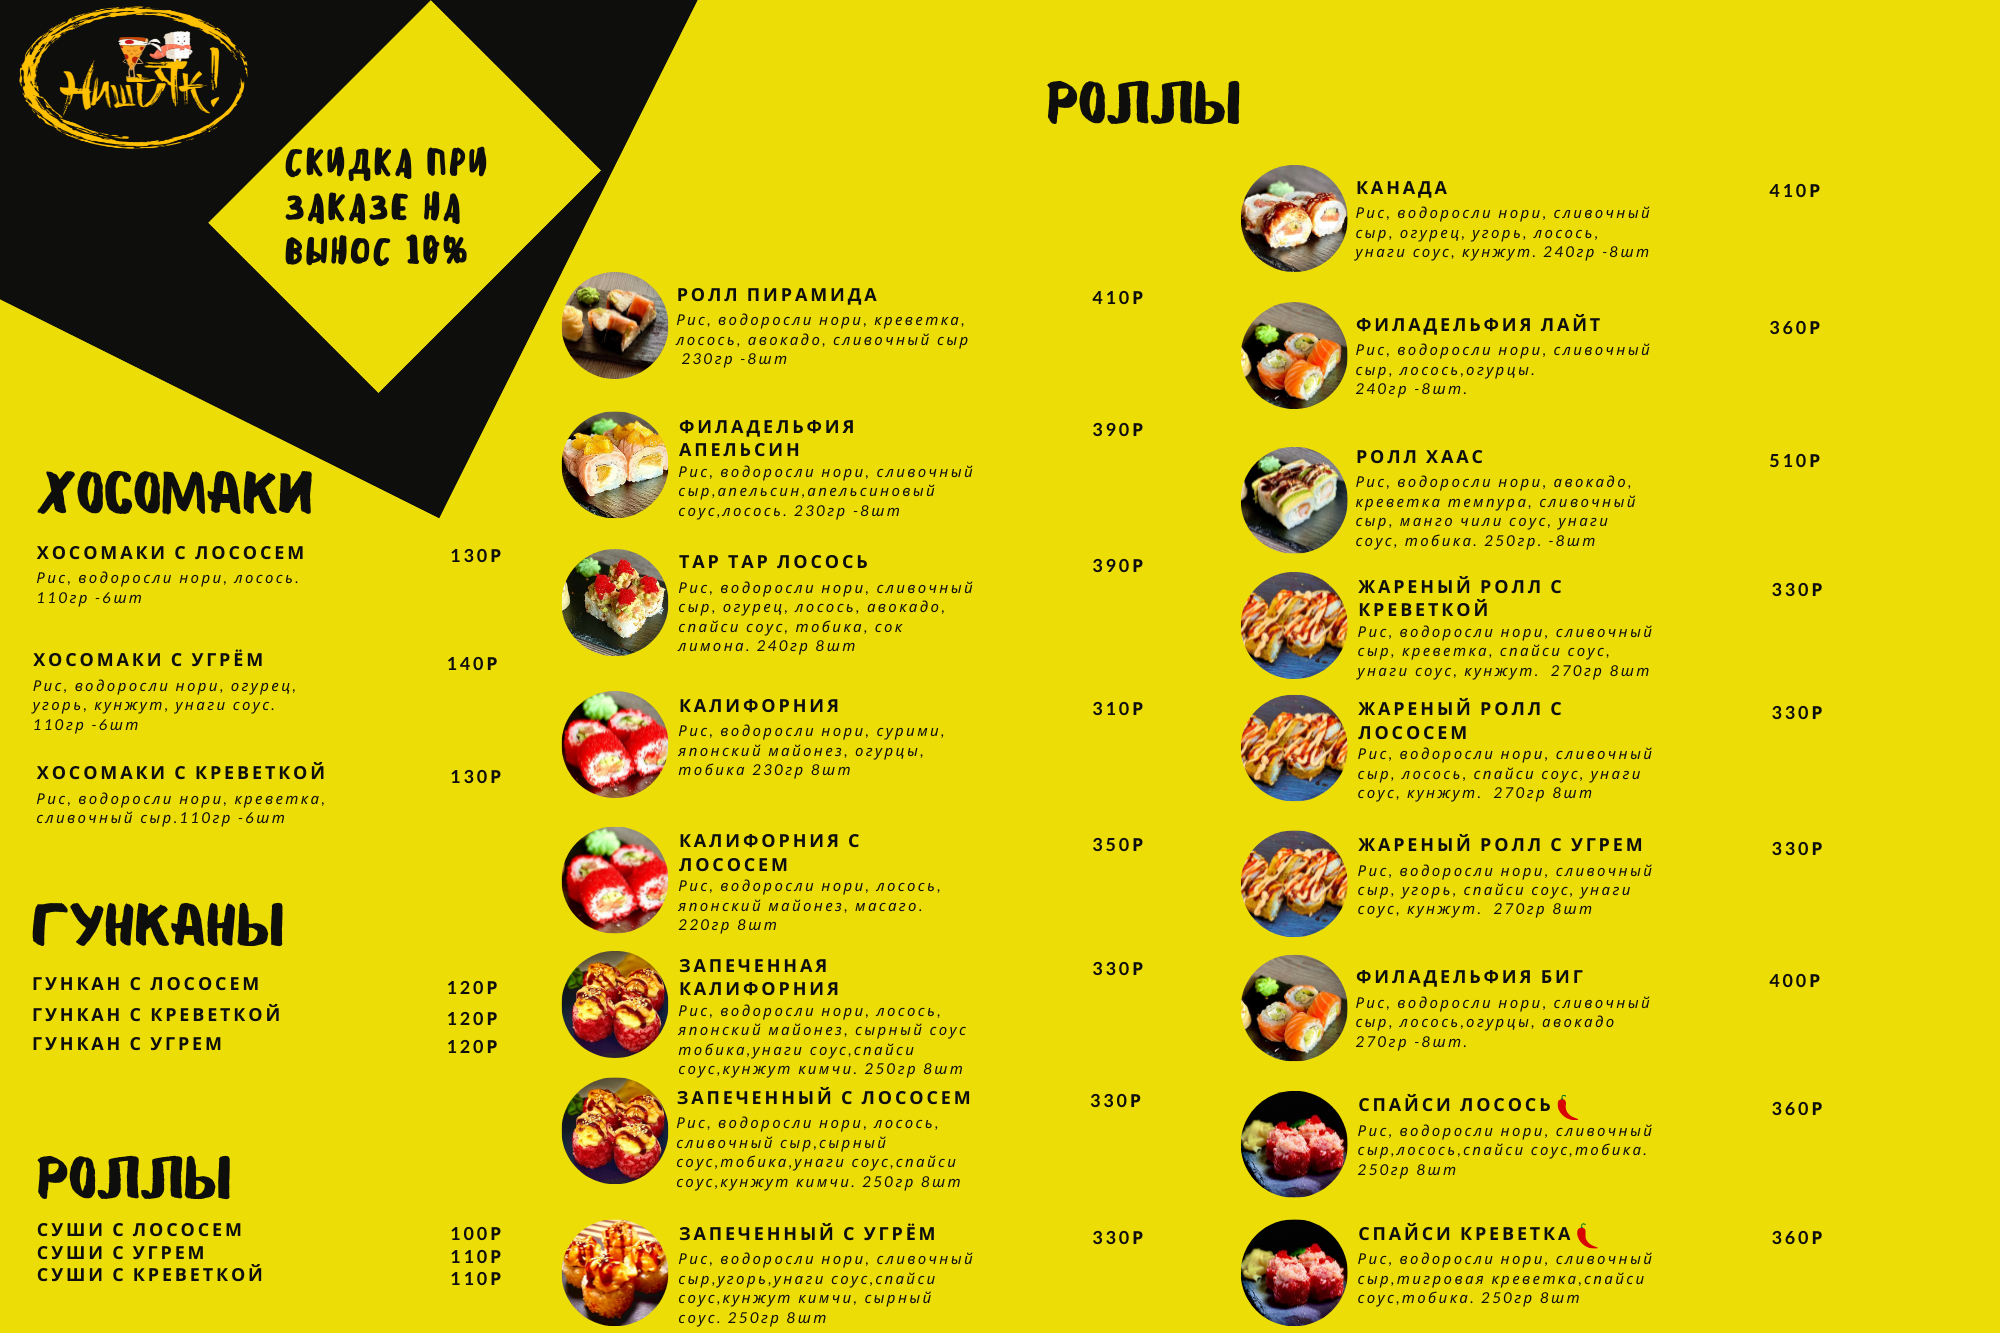 Ништяк!
СКИДКА ПРИ
ЗАКАЗЕ НА
ВЫНОС 10%
ХОСОМАКИ
ХОСОМАКИ С ЛОСОСЕМ 130Р
Рис, водоросли нори, лосось.
110гр -6шт
ХОСОМАКИ С УГРЁМ 140Р
Рис, водоросли нори, огурец,
угорь, кунжут, унаги соус.
110гр -6шт
ХОСОМАКИ С КРЕВЕТКОЙ 130Р
Рис, водоросли нори, креветка,
сливочный сыр.110гр -6шт
ГУНКАНЫ
ГУНКАН С ЛОСОСЕМ 120Р
ГУНКАН С КРЕВЕТКОЙ 120Р
ГУНКАН С УГРЕМ 120Р
РОЛЛЫ
СУШИ С ЛОСОСЕМ 100Р
СУШИ С УГРЕМ 110Р
СУШИ С КРЕВЕТКОЙ 110Р
РОЛЛЫ
РОЛЛ ПИРАМИДА 410Р
Рис, водоросли нори, креветка,
лосось, авокадо, сливочный сыр
230гр -8шт
ФИЛАДЕЛЬФИЯ 390Р
АПЕЛЬСИН
Рис, водоросли нори, сливочный
сыр,апельсин,апельсиновый
соус,лосось. 230гр -8шт
ТАР ТАР ЛОСОСЬ 390Р
Рис, водоросли нори, сливочный
сыр, огурец, лосось, авокадо,
спайси соус, тобика, сок
лимона. 240гр 8шт
КАЛИФОРНИЯ 310Р
Рис, водоросли нори, сурими,
японский майонез, огурцы,
тобика 230гр 8шт
КАЛИФОРНИЯ С 350Р
ЛОСОСЕМ
Рис, водоросли нори, лосось,
японский майонез, масаго.
220гр 8шт
ЗАПЕЧЕННАЯ 330Р
КАЛИФОРНИЯ
Рис, водоросли нори, лосось,
японский майонез, сырный соус
тобика,унаги соус,спайси
соус,кунжут кимчи. 250гр 8шт
ЗАПЕЧЕННЫЙ С ЛОСОСЕМ 330Р
Рис, водоросли нори, лосось,
сливочный сыр,сырный
соус,тобика,унаги соус,спайси
соус,кунжут кимчи. 250гр 8шт
ЗАПЕЧЕННЫЙ С УГРЁМ 330Р
Рис, водоросли нори, сливочный
сыр,угорь,унаги соус,спайси
соус,кунжут кимчи, сырный
соус. 250гр 8шт
КАНАДА 410Р
Рис, водоросли нори, сливочный
сыр, огурец, угорь, лосось,
унаги соус, кунжут. 240гр -8шт
ФИЛАДЕЛЬФИЯ ЛАЙТ 360Р
Рис, водоросли нори, сливочный
сыр, лосось,огурцы.
240гр -8шт.
РОЛЛ ХААС 510Р
Рис, водоросли нори, авокадо,
креветка темпура, сливочный
сыр, манго чили соус, унаги
соус, тобика. 250гр. -8шт
ЖАРЕНЫЙ РОЛЛ С 330Р
КРЕВЕТКОЙ
Рис, водоросли нори, сливочный
сыр, креветка, спайси соус,
унаги соус, кунжут. 270гр 8шт
ЖАРЕНЫЙ РОЛЛ С 330Р
ЛОСОСЕМ
Рис, водоросли нори, сливочный
сыр, лосось, спайси соус, унаги
соус, кунжут. 270гр 8шт
ЖАРЕНЫЙ РОЛЛ С УГРЕМ 330Р
Рис, водоросли нори, сливочный
сыр, угорь, спайси соус, унаги
соус, кунжут. 270гр 8шт
ФИЛАДЕЛЬФИЯ БИГ 400Р
Рис, водоросли нори, сливочный
сыр, лосось,огурцы, авокадо
270гр -8шт.
СПАЙСИ ЛОСОСЬ 360Р
Рис, водоросли нори, сливочный
сыр,лосось,спайси соус,тобика.
250гр 8шт
СПАЙСИ КРЕВЕТКА 360Р
Рис, водоросли нори, сливочный
сыр,тигровая креветка,спайси
соус,тобика. 250гр 8шт